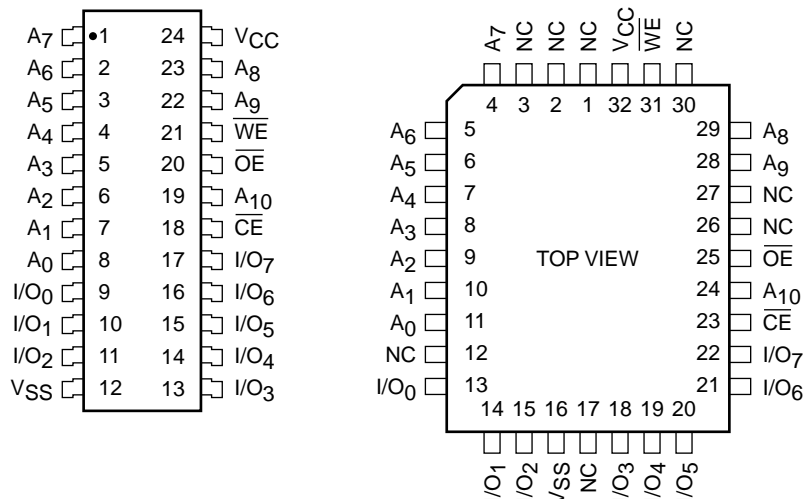 A7 1 24 VCC
A6 2 23 A8
A5 3 22 A9
A4 4 21 WE
A3 5 20 OE
A2 6 19 A10
A1 7 18 CE
A0 8 17 I/O7
I/O0 9 16 I/O6
I/O1 10 15 I/O5
I/O2 11 14 I/O4
VSS 12 13 I/O3
A7 NC NC NC VCC WE NC
4 3 2 1 32 31 30
A6 5 29 A8
A5 6 28 A9
A4 7 27 NC
A3 8 26 NC
A2 9 TOP VIEW 25 OE
A1 10 24 A10
A0 11 23 CE
NC 12 22 I/O7
I/O0 13 21 I/O6
14 15 16 17 18 19 20
I/O1 I/O2 VSS NC I/O3 I/O4 I/O5